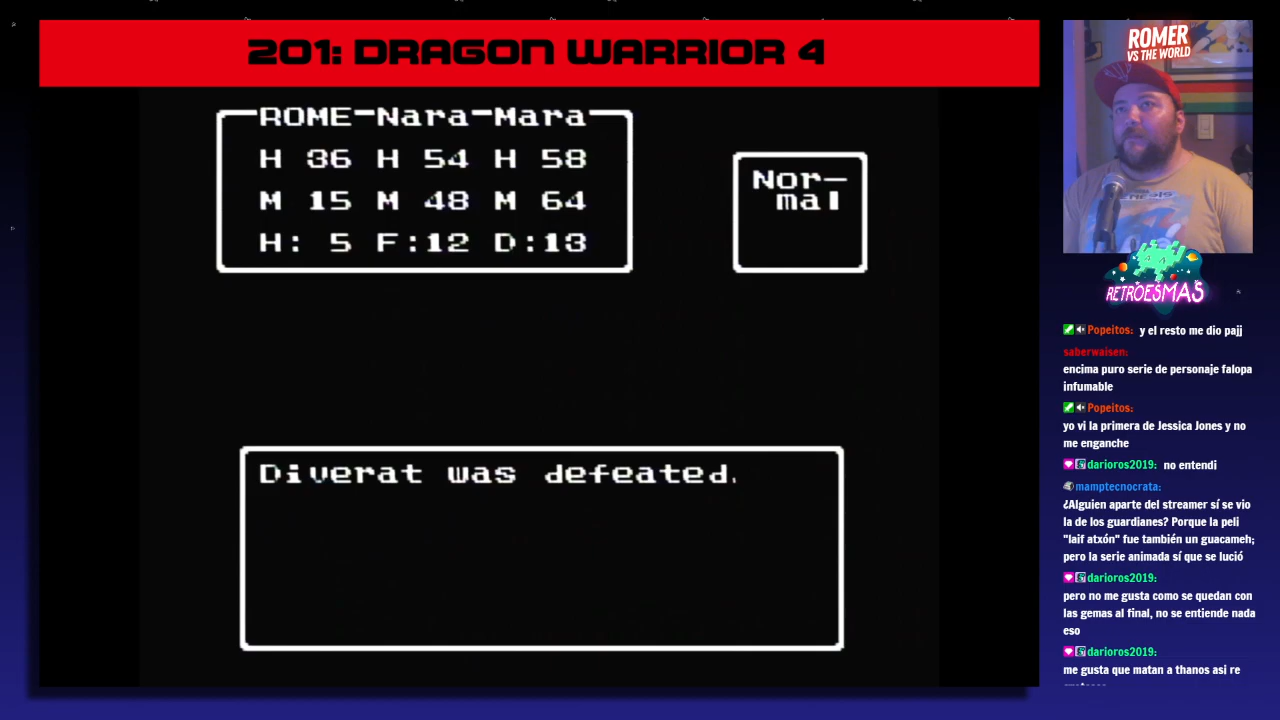 201: DRAGON WARRIOR 4
ROMER
VS THE WORLD
ROME-Nara-Mara
H 36 H 54 H 58
M 15 M 48 M 64
H: 5 F:12 D:13
Nor-
mal
Diverat was defeated.
RETROESMAS
Popeitos: y el resto me dio pajj
saberwaisen:
encima puro serie de personaje falopa
infumable
Popeitos:
yo vi la primera de Jessica Jones y no
me enganche
darioros2019: no entendi
mamptecnocrata:
¿Alguien aparte del streamer sí se vio
la de los guardianes? Porque la peli
"laif atxón" fue también un guacameh;
pero la serie animada sí que se lució
darioros2019:
pero no me gusta como se quedan con
las gemas al final, no se entiende nada
eso
darioros2019:
me gusta que matan a thanos asi re